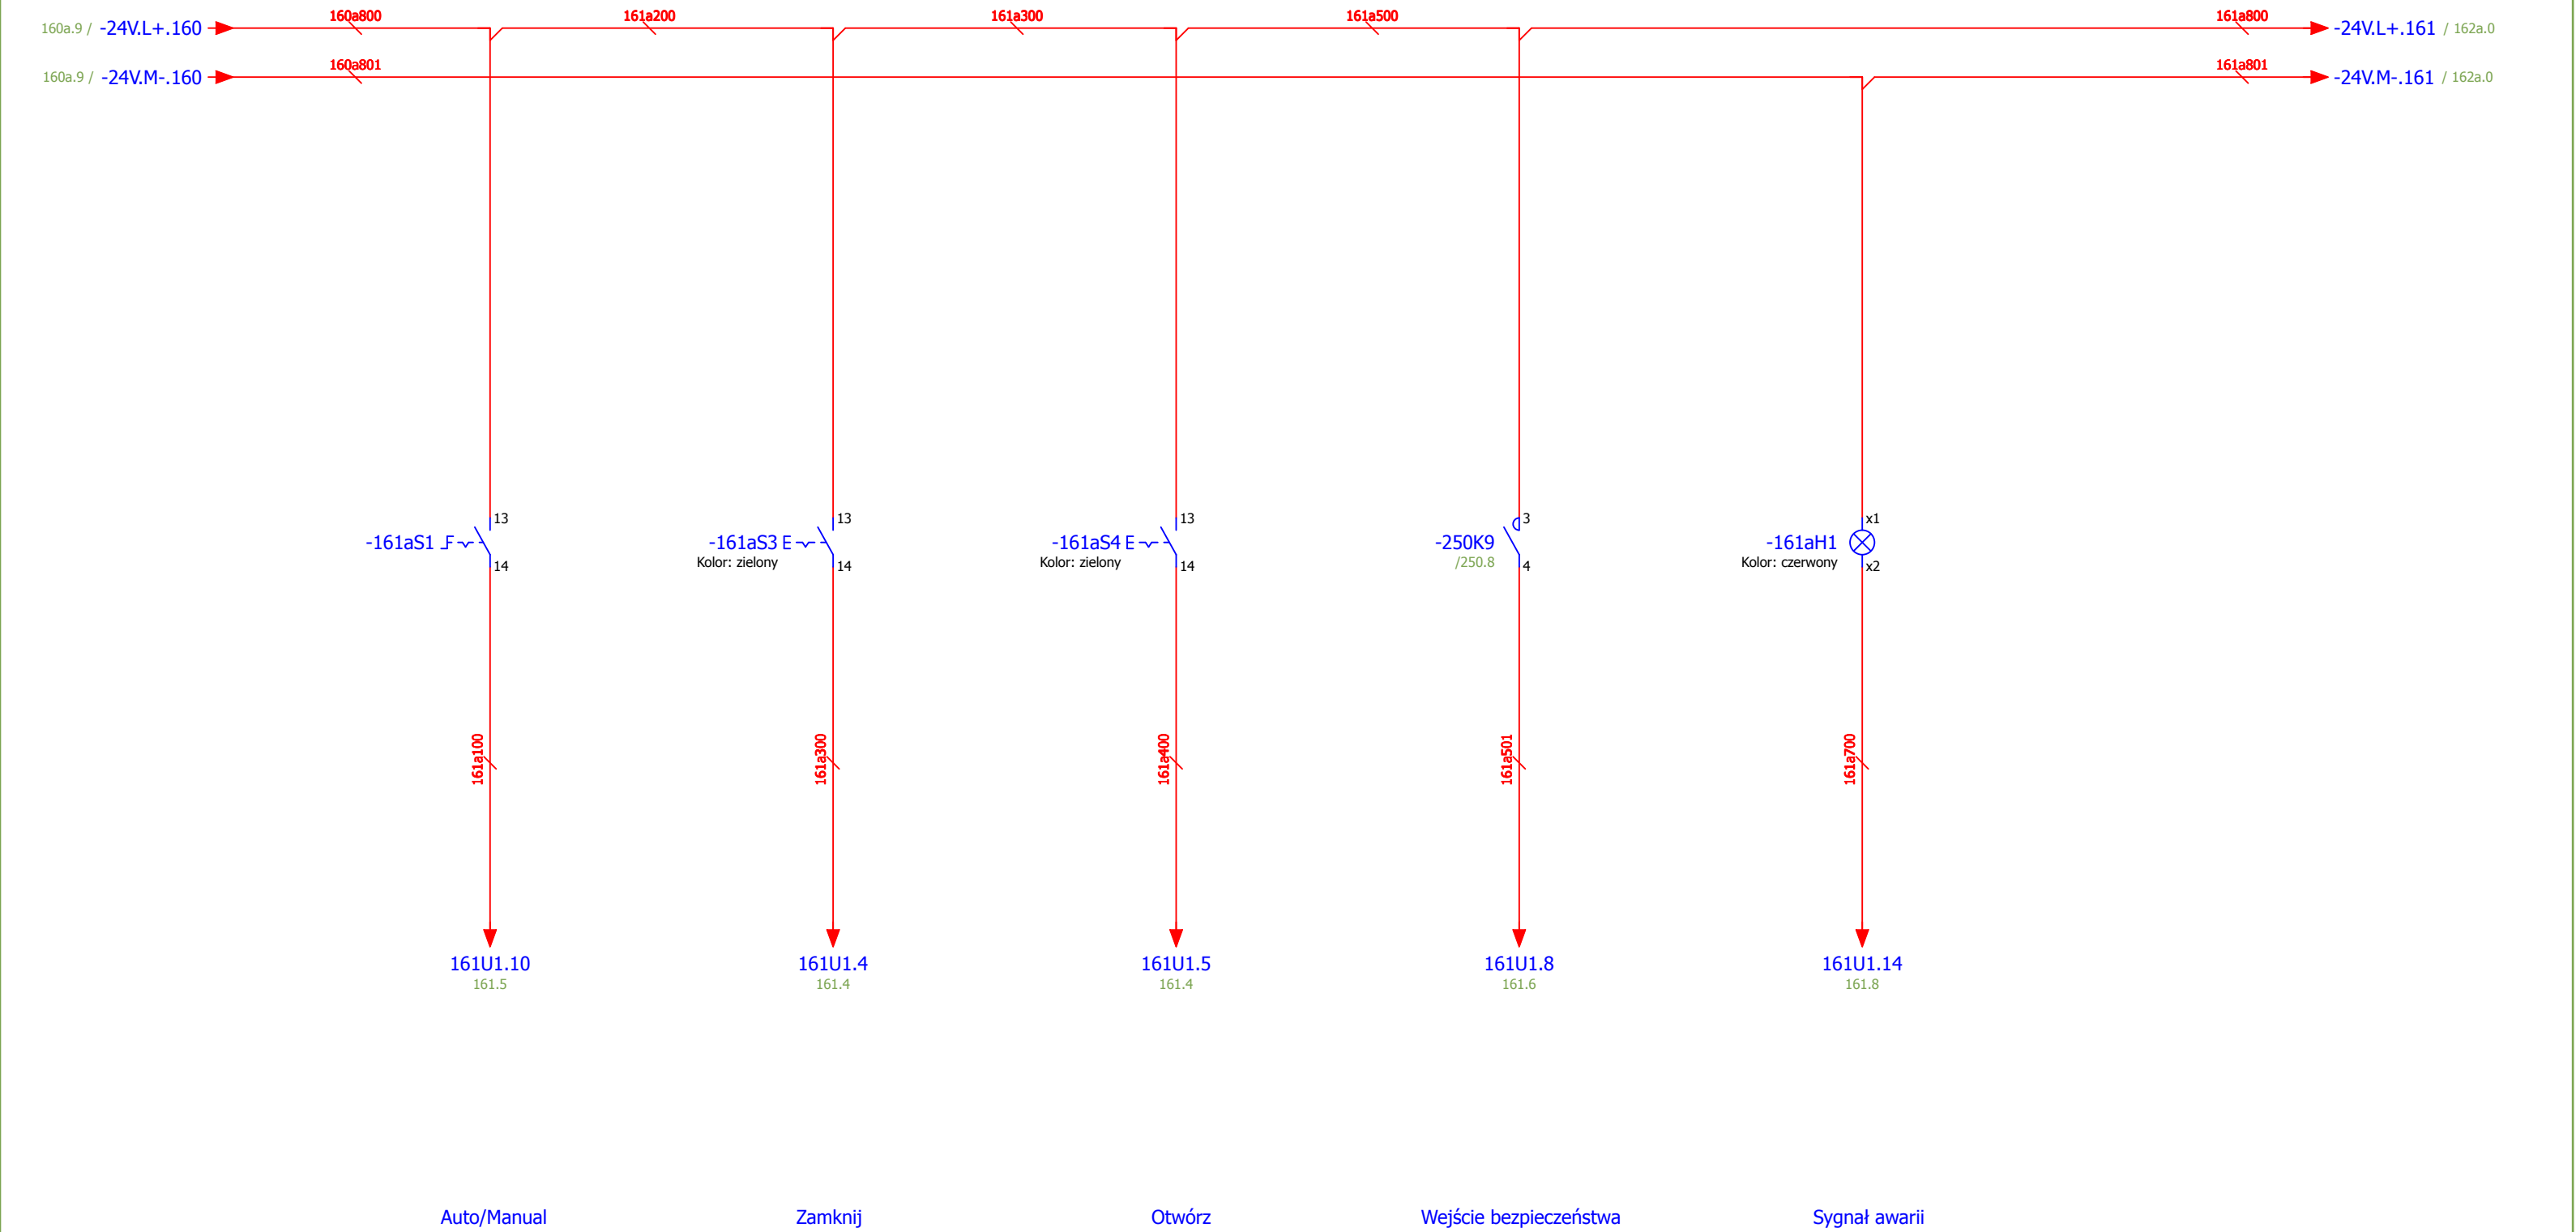 160a800 161a200 161a300 161a500 161a800
160a.9 / -24V.L+.160 -24V.L+.161 / 162a.0
160a801 161a801
160a.9 / -24V.M-.160 -24V.M-.161 / 162a.0
13 13 13 3 x1
-161aS1 -161aS3 -161aS4 -250K9 -161aH1
Kolor: zielony Kolor: zielony /250.8 Kolor: czerwony
14 14 14 4 x2
161a100 161a300 161a400 161a501 161a700
161U1.10 161U1.4 161U1.5 161U1.8 161U1.14
161.5 161.4 161.4 161.6 161.8
Auto/Manual Zamknij Otwórz Wejście bezpieczeństwa Sygnał awarii